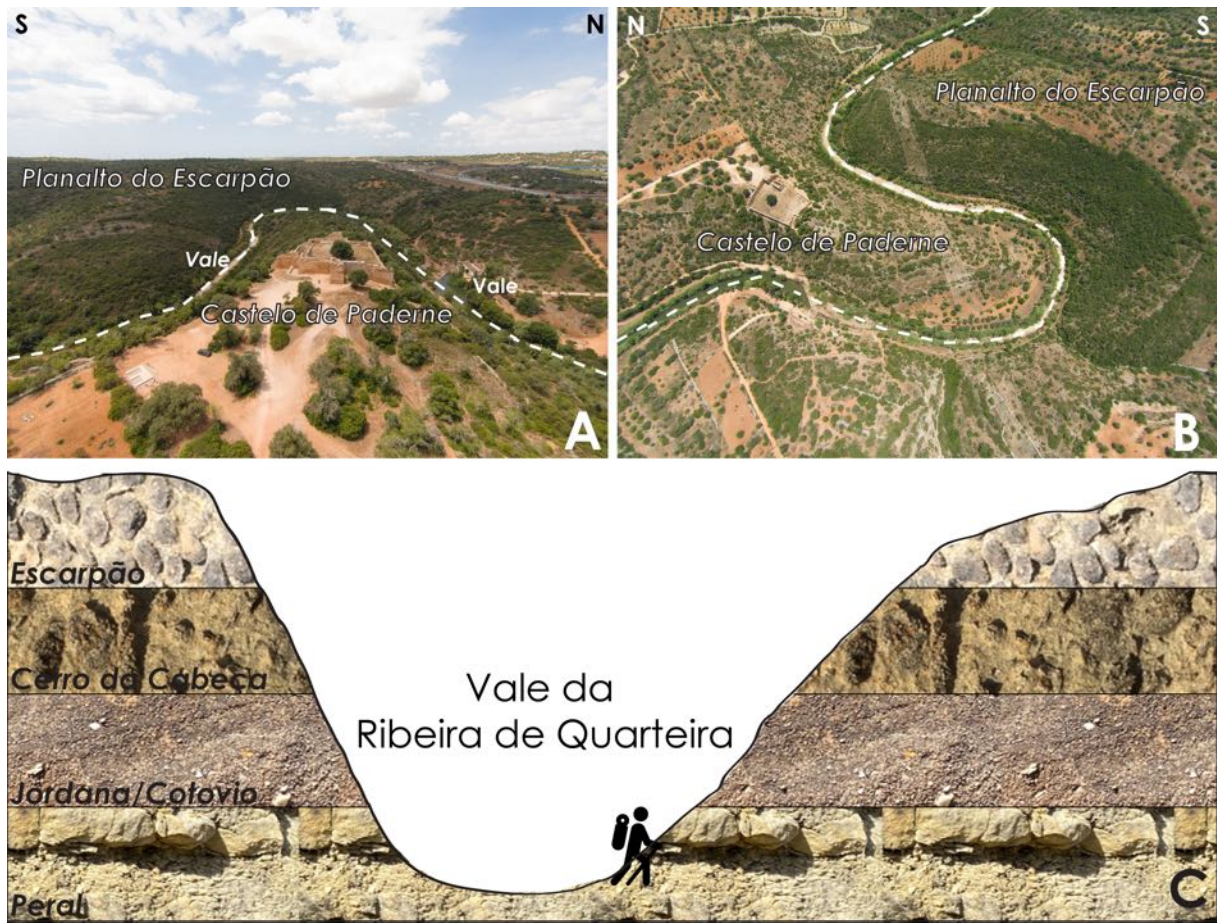 S
N
Planalto do Escarpão
Vale
Vale
Castelo de Paderne
A
N
S
Planalto do Escarpão
Castelo de Paderne
B
Escarpão
Cerro da Cabeça
Vale da
Ribeira de Quarteira
Jordana/Cotovio
Peral
C